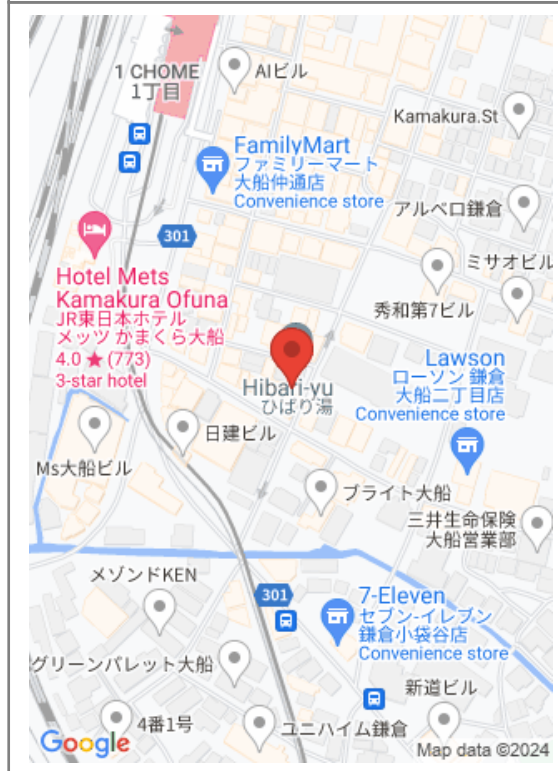 1 CHOME
1丁目
AIビル
Kamakura.St
FamilyMart
ファミリーマート
大船仲通店
Convenience store
アルベロ鎌倉
301
ミサオビル
Hotel Mets
Kamakura Ofuna
JR東日本ホテル
メッツ かまくら大船
4.0 ★ (773)
3-star hotel
秀和第7ビル
Lawson
ローソン 鎌倉
大船二丁目店
Convenience store
Hibari-yu
ひばり湯
日建ビル
Ms大船ビル
ブライト大船
三井生命保険
大船営業部
メゾンドKEN
301
7-Eleven
セブン-イレブン
鎌倉小袋谷店
Convenience store
グリーンバレット大船
新道ビル
4番1号
ユニハイム鎌倉
Google
Map data ©2024